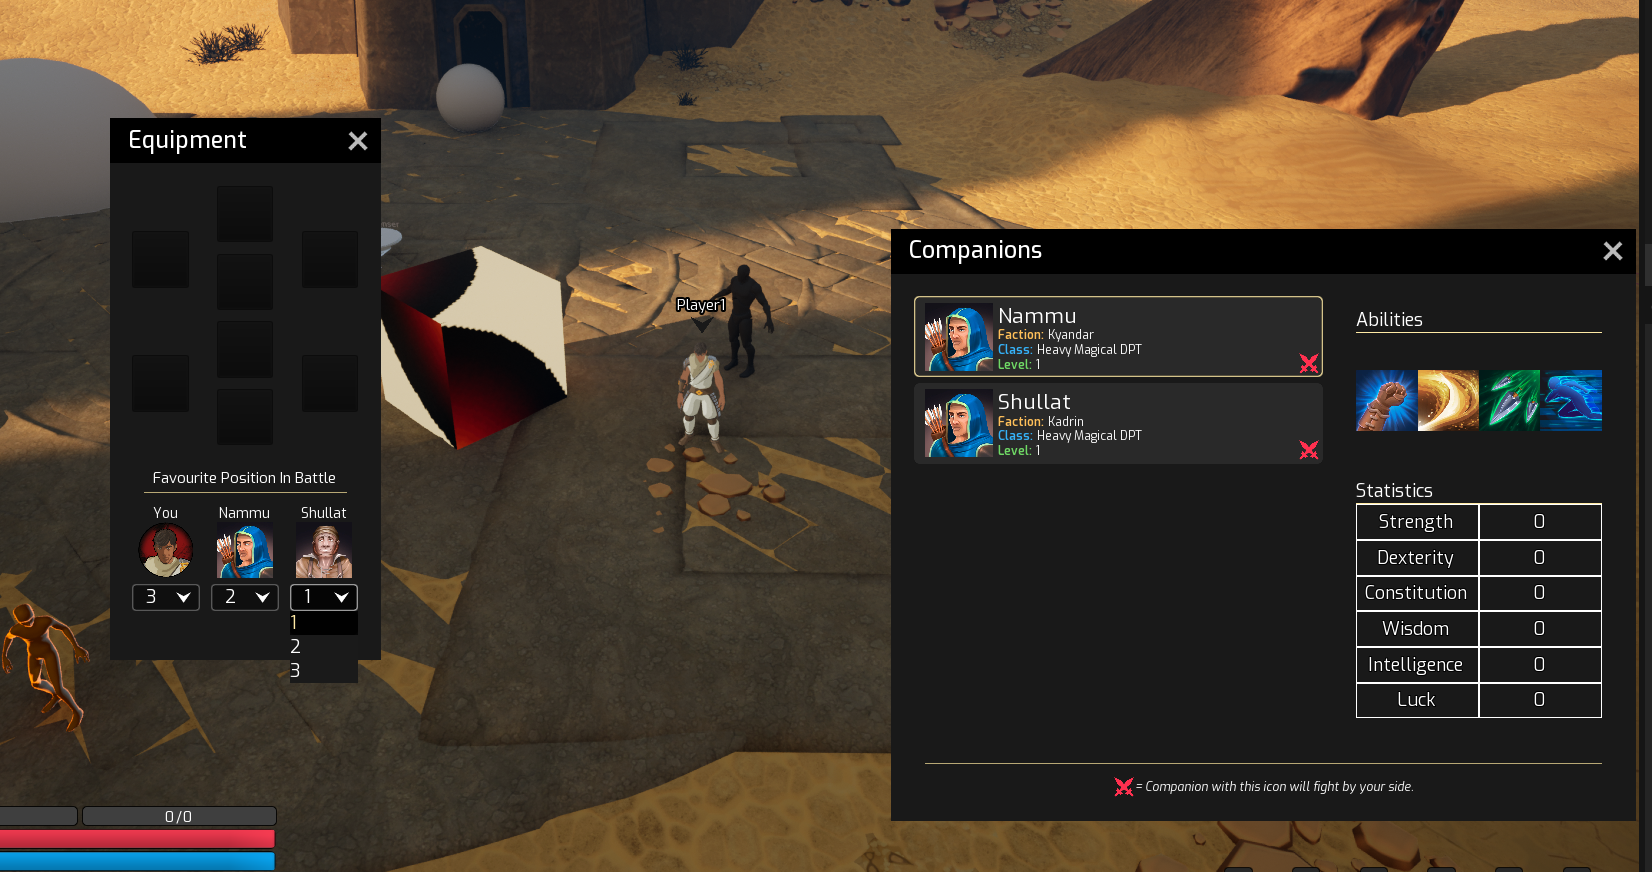 Equipment
Favourite Position In Battle
You Nammu Shullat
3 2 1
1
2
3
Player1
0/0
Companions
Nammu
Faction: Kyandar
Class: Heavy Magical DPT
Level: 1
Shullat
Faction: Kadrin
Class: Heavy Magical DPT
Level: 1
Abilities
Statistics
Strength 0
Dexterity 0
Constitution 0
Wisdom 0
Intelligence 0
Luck 0
= Companion with this icon will fight by your side.